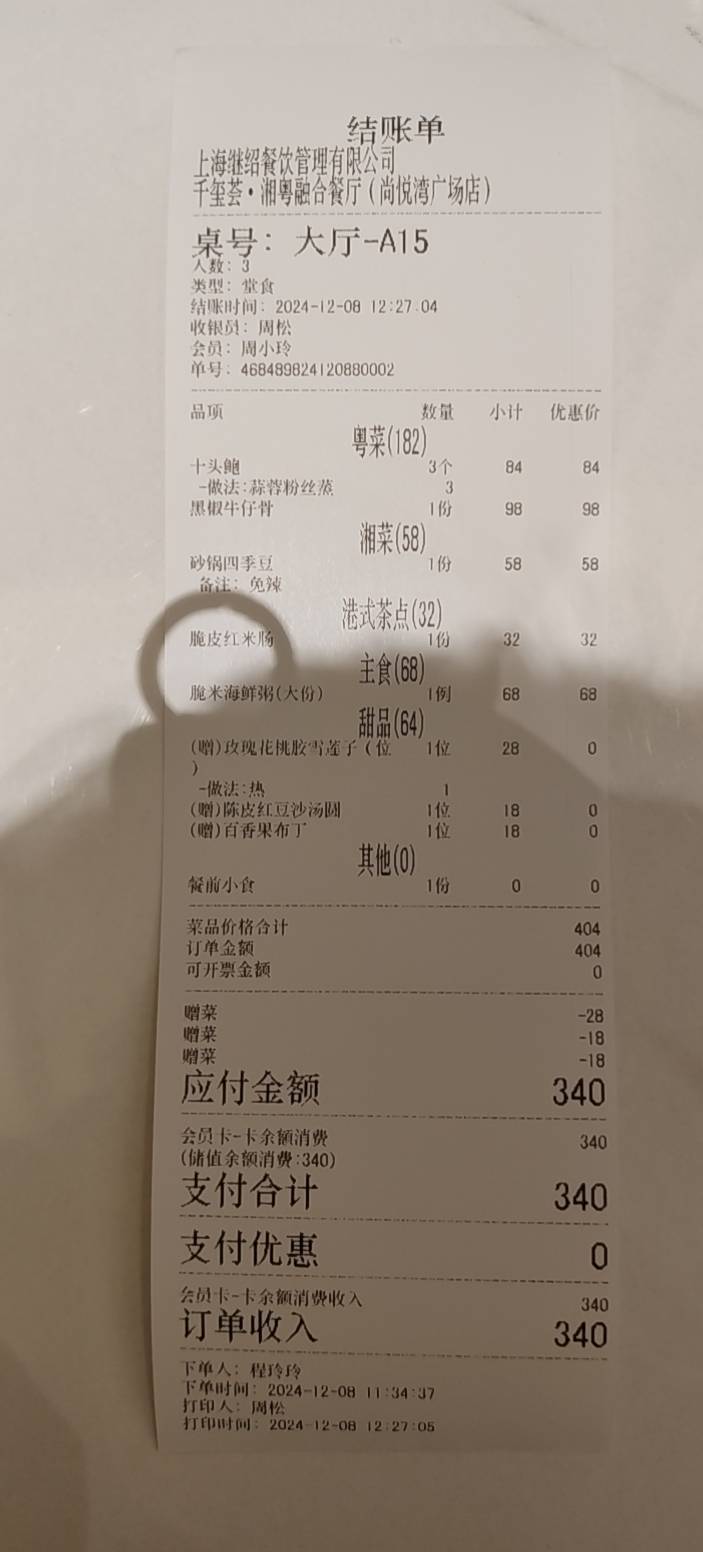 结账单
上海继绍餐饮管理有限公司
千玺荟·湘粤融合餐厅（尚悦湾广场店）
桌号：大厅-A15
人数：3
类型：堂食
结账时间：2024-12-08 12:27:04
收银员：周松
会员：周小玲
单号：468489824120880002
品项 数量 小计 优惠价
粤菜(182)
十头鲍 3个 84 84
-做法:蒜蓉粉丝蒸 3
黑椒牛仔骨 1份 98 98
湘菜(58)
砂锅四季豆 1份 58 58
备注：免辣
港式茶点(32)
脆皮红米肠 1份 32 32
主食(68)
脆米海鲜粥(大份) 1例 68 68
甜品(64)
(赠)玫瑰花桃胶雪莲子（位 1位 28 0
）
-做法:热 1
(赠)陈皮红豆沙汤圆 1位 18 0
(赠)百香果布丁 1位 18 0
其他(0)
餐前小食 1份 0 0
菜品价格合计 404
订单金额 404
可开票金额 0
赠菜 -28
赠菜 -18
赠菜 -18
应付金额 340
会员卡-卡余额消费 340
(储值余额消费:340)
支付合计 340
支付优惠 0
会员卡-卡余额消费收入 340
订单收入 340
下单人：程玲玲
下单时间：2024-12-08 11:34:37
打印人：周松
打印时间：2024-12-08 12:27:05